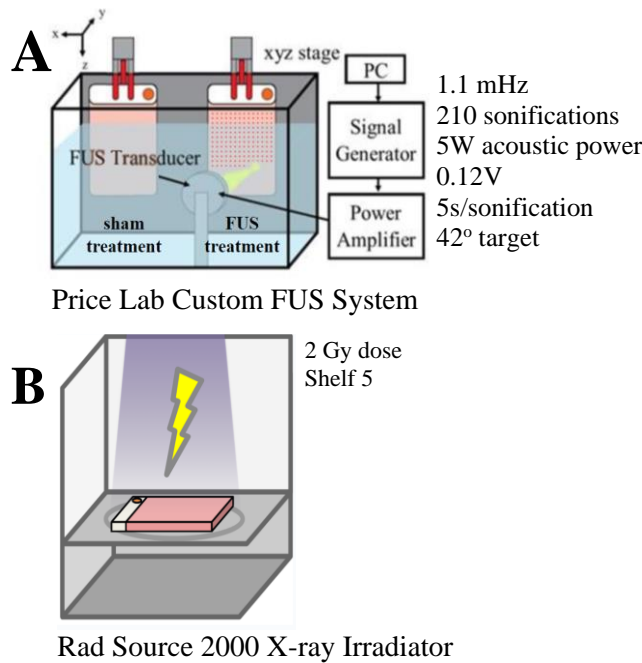 A
y
x
z
xyz stage
PC
Signal
Generator
Power
Amplifier
FUS Transducer
sham
treatment
FUS
treatment
1.1 mHz
210 sonifications
5W acoustic power
0.12V
5s/sonification
42° target
Price Lab Custom FUS System
B
2 Gy dose
Shelf 5
Rad Source 2000 X-ray Irradiator